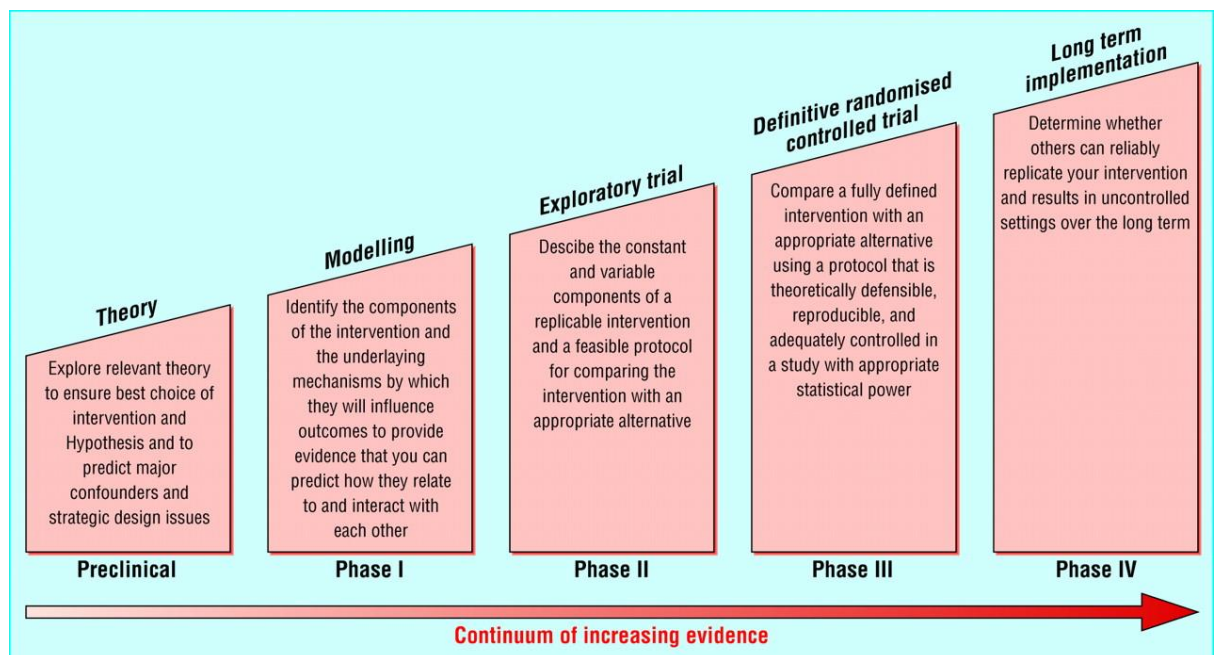 Theory
Explore relevant theory
to ensure best choice of
intervention and
Hypothesis and to
predict major
confounders and
strategic design issues
Preclinical
Modelling
Identify the components
of the intervention and
the underlaying
mechanisms by which
they will influence
outcomes to provide
evidence that you can
predict how they relate
to and interact with
each other
Phase I
Exploratory trial
Descibe the constant
and variable
components of a
replicable intervention
and a feasible protocol
for comparing the
intervention with an
appropriate alternative
Phase II
Definitive randomised
controlled trial
Compare a fully defined
intervention with an
appropriate alternative
using a protocol that is
theoretically defensible,
reproducible, and
adequately controlled in
a study with appropriate
statistical power
Phase III
Long term
implementation
Determine whether
others can reliably
replicate your intervention
and results in uncontrolled
settings over the long term
Phase IV
Continuum of increasing evidence